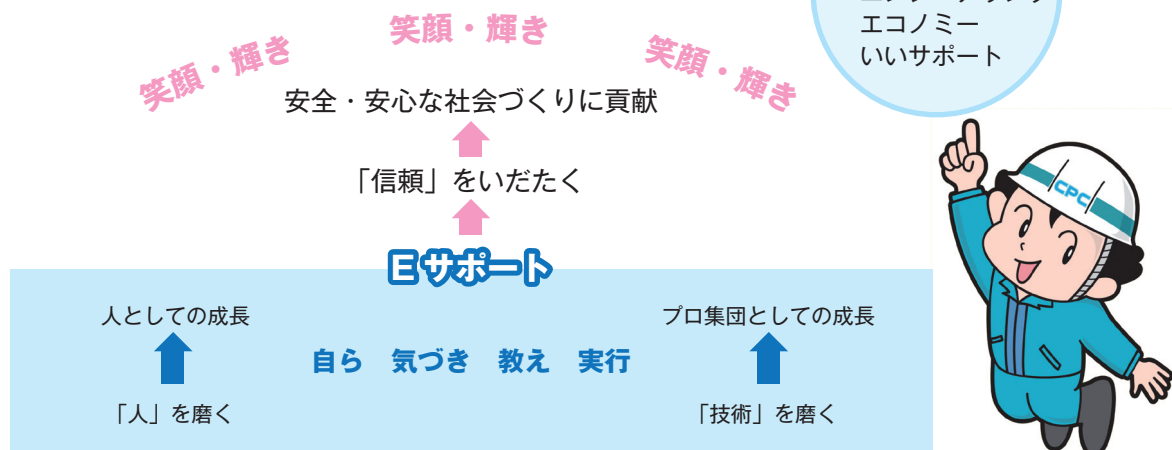 エコノミー
いいサポート
笑顔・輝き
笑顔・輝き
笑顔・輝き
安全・安心な社会づくりに貢献
「信頼」をいだたく
CPC
Eサポート
人としての成長
プロ集団としての成長
自ら 気づき 教え 実行
「人」を磨く
「技術」を磨く